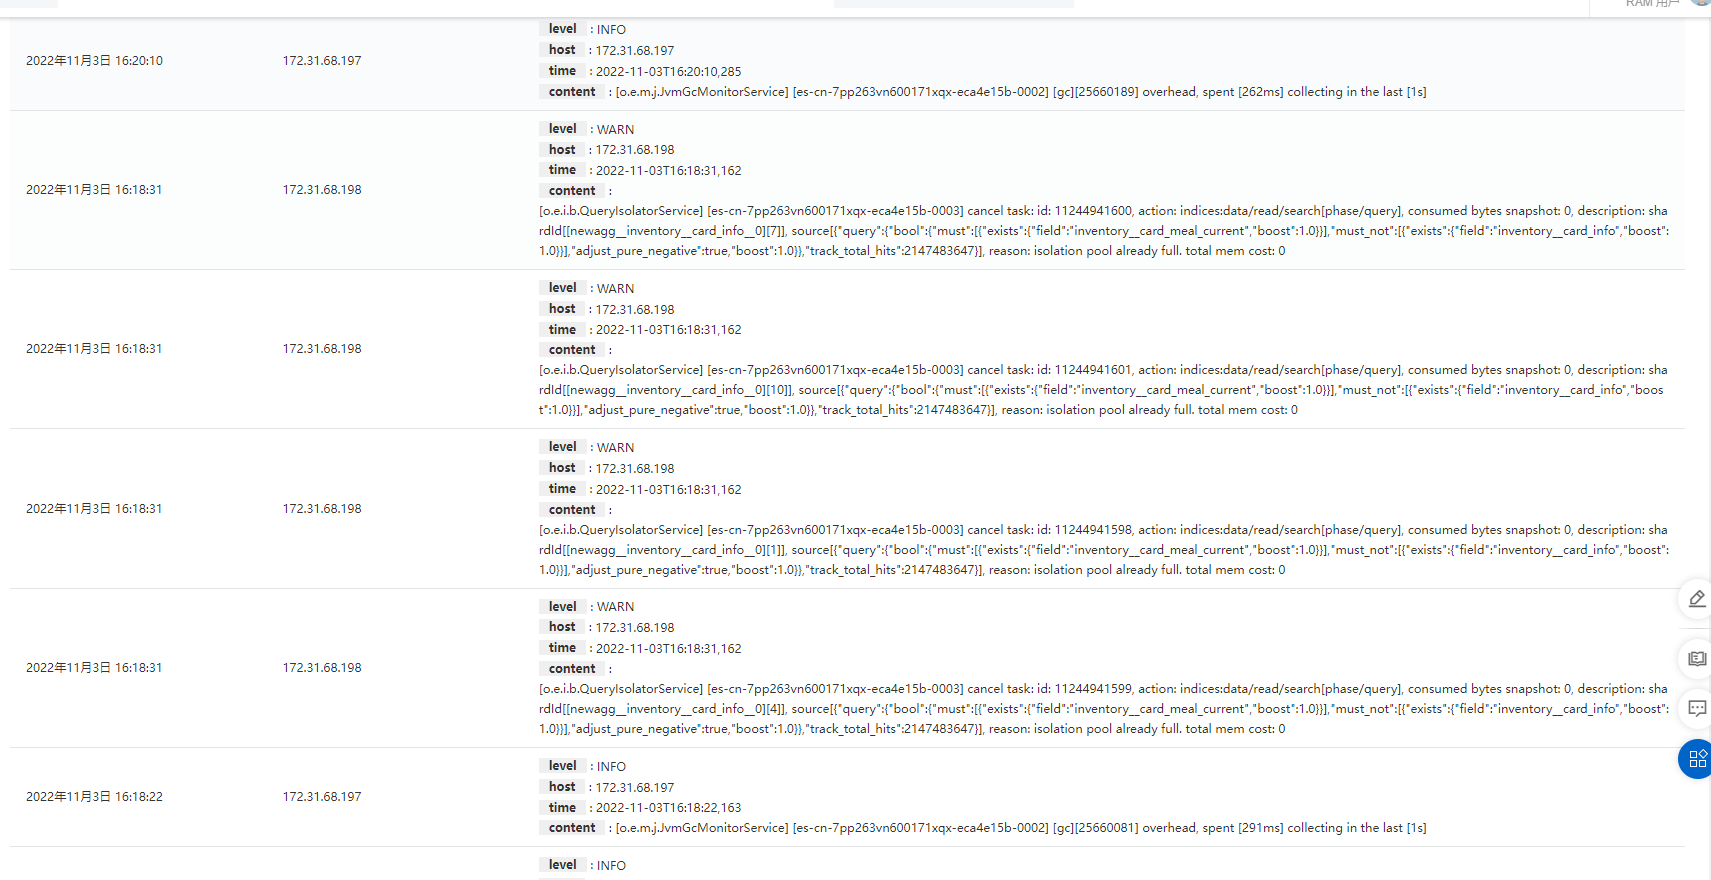 RAM 用户
level : INFO
host : 172.31.68.197
2022年11月3日 16:20:10 172.31.68.197
time : 2022-11-03T16:20:10,285
content : [o.e.m.j.JvmGcMonitorService] [es-cn-7pp263vn600171xqx-eca4e15b-0002] [gc][25660189] overhead, spent [262ms] collecting in the last [1s]
level : WARN
host : 172.31.68.198
time : 2022-11-03T16:18:31,162
2022年11月3日 16:18:31 172.31.68.198
content :
[o.e.i.b.QueryIsolatorService] [es-cn-7pp263vn600171xqx-eca4e15b-0003] cancel task: id: 11244941600, action: indices:data/read/search[phase/query], consumed bytes snapshot: 0, description: sha
rdId[[newagg__inventory__card_info__0][7]], source[{"query":{"bool":{"must":[{"exists":{"field":"inventory__card_meal_current","boost":1.0}}],"must_not":[{"exists":{"field":"inventory__card_info","boost":
1.0}}],"adjust_pure_negative":true,"boost":1.0}},"track_total_hits":2147483647}], reason: isolation pool already full. total mem cost: 0
level : WARN
host : 172.31.68.198
time : 2022-11-03T16:18:31,162
2022年11月3日 16:18:31 172.31.68.198
content :
[o.e.i.b.QueryIsolatorService] [es-cn-7pp263vn600171xqx-eca4e15b-0003] cancel task: id: 11244941601, action: indices:data/read/search[phase/query], consumed bytes snapshot: 0, description: sha
rdId[[newagg__inventory__card_info__0][10]], source[{"query":{"bool":{"must":[{"exists":{"field":"inventory__card_meal_current","boost":1.0}}],"must_not":[{"exists":{"field":"inventory__card_info","boos
t":1.0}}],"adjust_pure_negative":true,"boost":1.0}},"track_total_hits":2147483647}], reason: isolation pool already full. total mem cost: 0
level : WARN
host : 172.31.68.198
time : 2022-11-03T16:18:31,162
2022年11月3日 16:18:31 172.31.68.198
content :
[o.e.i.b.QueryIsolatorService] [es-cn-7pp263vn600171xqx-eca4e15b-0003] cancel task: id: 11244941598, action: indices:data/read/search[phase/query], consumed bytes snapshot: 0, description: sha
rdId[[newagg__inventory__card_info__0][1]], source[{"query":{"bool":{"must":[{"exists":{"field":"inventory__card_meal_current","boost":1.0}}],"must_not":[{"exists":{"field":"inventory__card_info","boost":
1.0}}],"adjust_pure_negative":true,"boost":1.0}},"track_total_hits":2147483647}], reason: isolation pool already full. total mem cost: 0
level : WARN
host : 172.31.68.198
time : 2022-11-03T16:18:31,162
2022年11月3日 16:18:31 172.31.68.198
content :
[o.e.i.b.QueryIsolatorService] [es-cn-7pp263vn600171xqx-eca4e15b-0003] cancel task: id: 11244941599, action: indices:data/read/search[phase/query], consumed bytes snapshot: 0, description: sha
rdId[[newagg__inventory__card_info__0][4]], source[{"query":{"bool":{"must":[{"exists":{"field":"inventory__card_meal_current","boost":1.0}}],"must_not":[{"exists":{"field":"inventory__card_info","boost":
1.0}}],"adjust_pure_negative":true,"boost":1.0}},"track_total_hits":2147483647}], reason: isolation pool already full. total mem cost: 0
level : INFO
host : 172.31.68.197
2022年11月3日 16:18:22 172.31.68.197
time : 2022-11-03T16:18:22,163
content : [o.e.m.j.JvmGcMonitorService] [es-cn-7pp263vn600171xqx-eca4e15b-0002] [gc][25660081] overhead, spent [291ms] collecting in the last [1s]
level : INFO